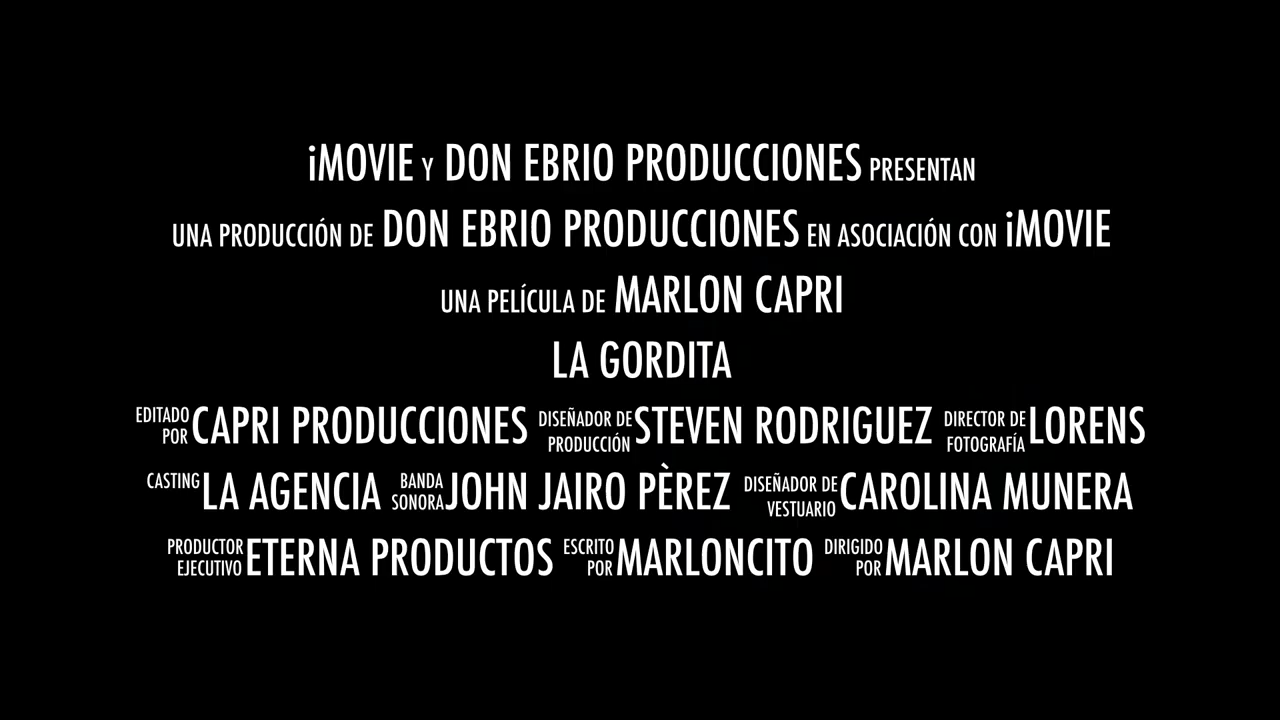 iMOVIE Y DON EBRIO PRODUCCIONES PRESENTAN
UNA PRODUCCIÓN DE DON EBRIO PRODUCCIONES EN ASOCIACIÓN CON iMOVIE
UNA PELÍCULA DE MARLON CAPRI
LA GORDITA
EDITADO POR CAPRI PRODUCCIONES DISEÑADOR DE PRODUCCIÓN STEVEN RODRIGUEZ DIRECTOR DE FOTOGRAFÍA LORENS
CASTING LA AGENCIA BANDA SONORA JOHN JAIRO PÈREZ DISEÑADOR DE VESTUARIO CAROLINA MUNERA
PRODUCTOR EJECUTIVO ETERNA PRODUCTOS ESCRITO POR MARLONCITO DIRIGIDO POR MARLON CAPRI